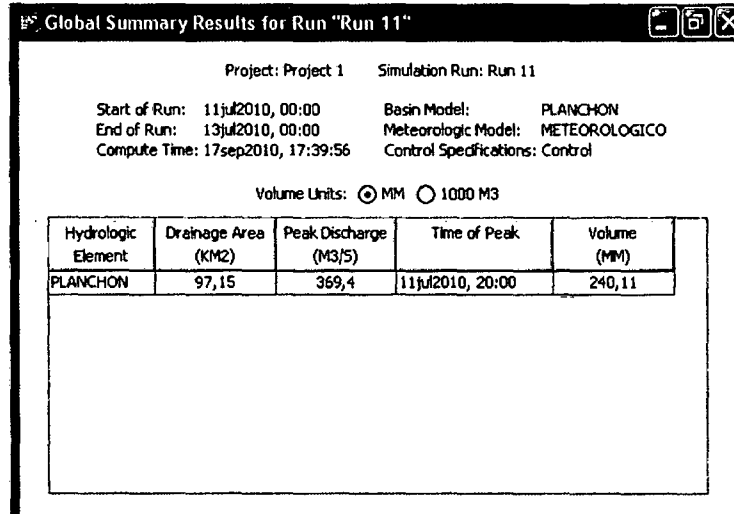 Global Summary Results for Run "Run 11"
Project: Project 1 Simulation Run: Run 11
Start of Run: 11jul2010, 00:00 Basin Model: PLANCHON
End of Run: 13jul2010, 00:00 Meteorologic Model: METEOROLOGICO
Compute Time: 17sep2010, 17:39:56 Control Specifications: Control
Volume Units: MM 1000 M3
Hydrologic Element Drainage Area (KM2) Peak Discharge (M3/S) Time of Peak Volume (MM)
PLANCHON 97,15 369,4 11jul2010, 20:00 240,11